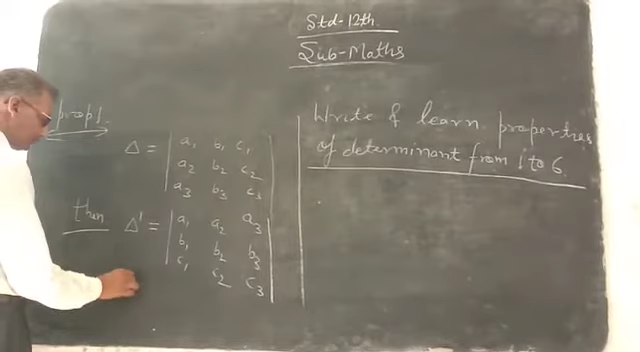 Std-12th.
Sub-Maths
prop1.
Δ = | a₁ b₁ c₁ |
| a₂ b₂ c₂ |
| a₃ b₃ c₃ |
then Δ' = | a₁ a₂ a₃ |
| b₁ b₂ b₃ |
| c₁ c₂ c₃ |
Write & learn properties
of determinant from 1 to 6.